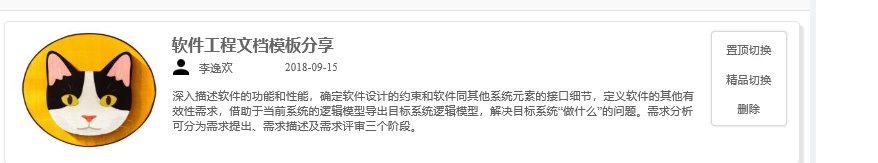 软件工程文档模板分享
李逸欢 2018-09-15
深入描述软件的功能和性能，确定软件设计的约束和软件同其他系统元素的接口细节，定义软件的其他有
效性需求，借助于当前系统的逻辑模型导出目标系统逻辑模型，解决目标系统“做什么”的问题。需求分析
可分为需求提出、需求描述及需求评审三个阶段。
置顶切换
精品切换
删除